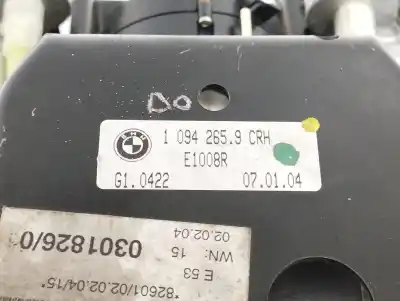 DO
BMW
1 094 265.9 CRH
E1008R
G1.0422 07.01.04
0301826/0
E 53
WN: 15
02.02.04
*82601/02.02.04/15*